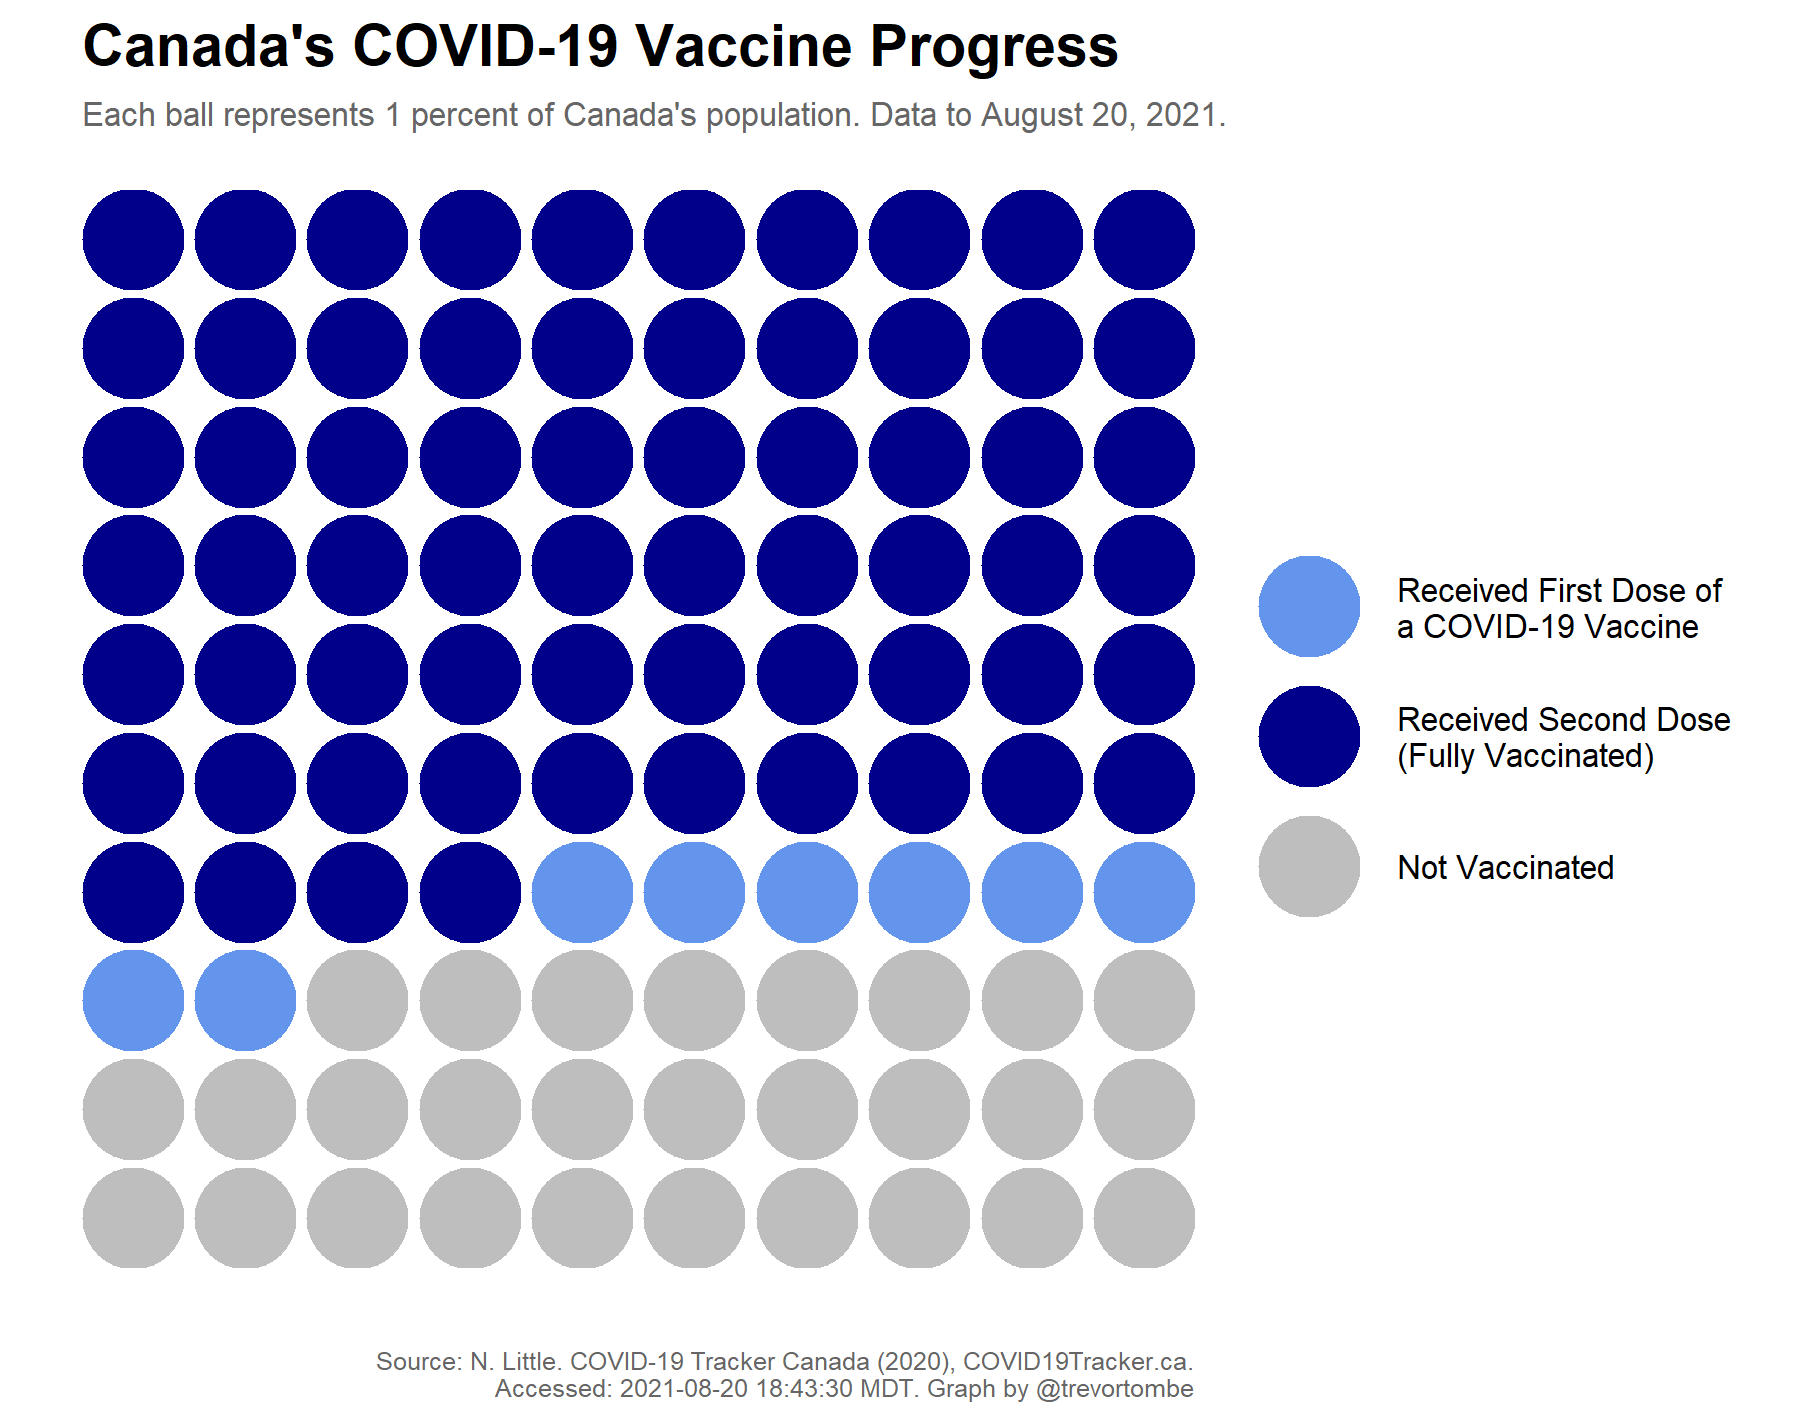 Canada's COVID-19 Vaccine Progress
Each ball represents 1 percent of Canada's population. Data to August 20, 2021.
Received First Dose of
a COVID-19 Vaccine
Received Second Dose
(Fully Vaccinated)
Not Vaccinated
Source: N. Little. COVID-19 Tracker Canada (2020), COVID19Tracker.ca.
Accessed: 2021-08-20 18:43:30 MDT. Graph by @trevortombe